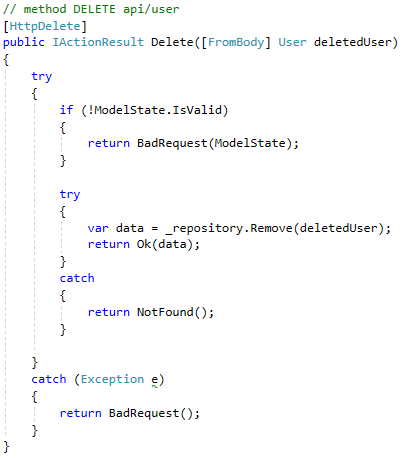 // method DELETE api/user
[HttpDelete]
public IActionResult Delete([FromBody] User deletedUser)
{
    try
    {
        if (!ModelState.IsValid)
        {
            return BadRequest(ModelState);
        }

        try
        {
            var data = _repository.Remove(deletedUser);
            return Ok(data);
        }
        catch
        {
            return NotFound();
        }

    }
    catch (Exception e)
    {
        return BadRequest();
    }
}